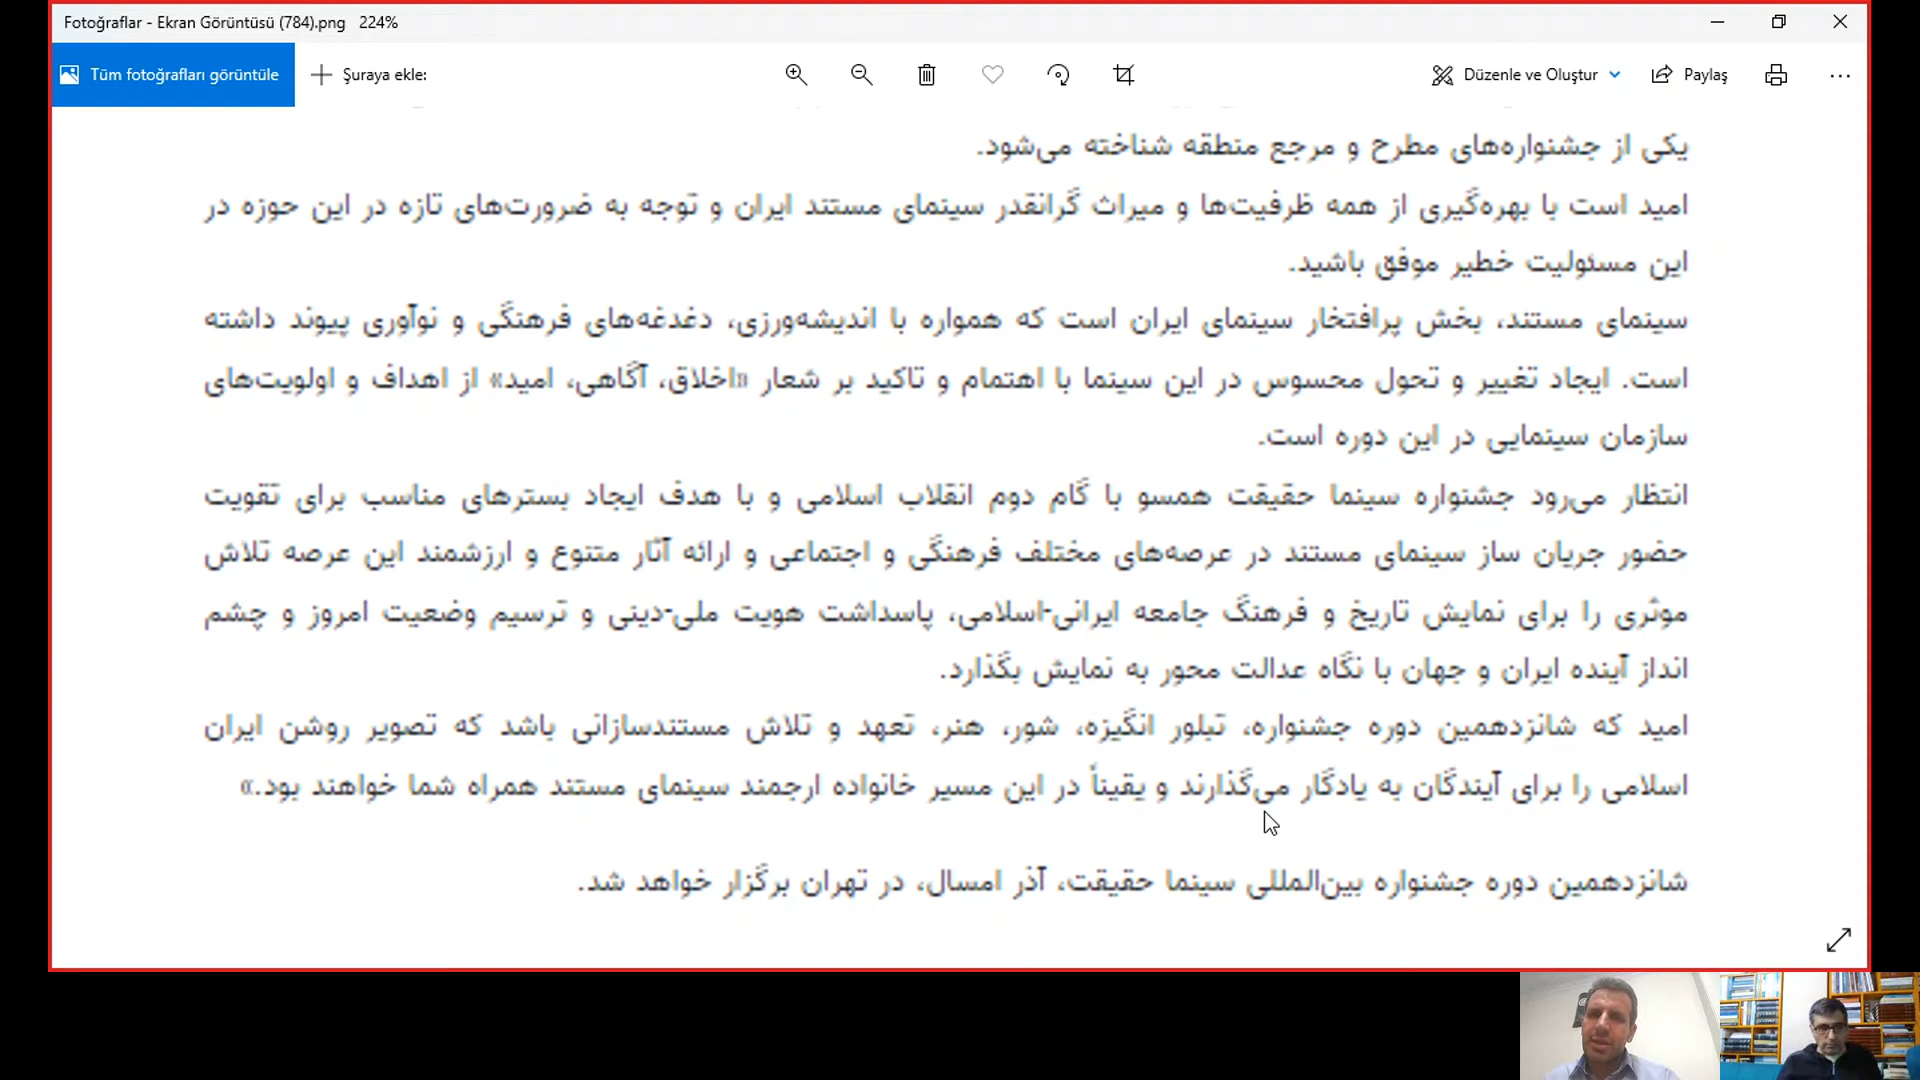 Fotoğraflar - Ekran Görüntüsü (784).png   224%
Tüm fotoğrafları görüntüle
Şuraya ekle:
Düzenle ve Oluştur
Paylaş
یکی از جشنواره‌های مطرح و مرجع منطقه شناخته می‌شود.
امید است با بهره‌گیری از همه ظرفیت‌ها و میراث گرانقدر سینمای مستند ایران و توجه به ضرورت‌های تازه در این حوزه در
این مسئولیت خطیر موفق باشید.
سینمای مستند، بخش پرافتخار سینمای ایران است که همواره با اندیشه‌ورزی، دغدغه‌های فرهنگی و نوآوری پیوند داشته
است. ایجاد تغییر و تحول محسوس در این سینما با اهتمام و تاکید بر شعار «اخلاق، آگاهی، امید» از اهداف و اولویت‌های
سازمان سینمایی در این دوره است.
انتظار می‌رود جشنواره سینما حقیقت همسو با گام دوم انقلاب اسلامی و با هدف ایجاد بسترهای مناسب برای تقویت
حضور جریان ساز سینمای مستند در عرصه‌های مختلف فرهنگی و اجتماعی و ارائه آثار متنوع و ارزشمند این عرصه تلاش
موثری را برای نمایش تاریخ و فرهنگ جامعه ایرانی-اسلامی، پاسداشت هویت ملی-دینی و ترسیم وضعیت امروز و چشم
انداز آینده ایران و جهان با نگاه عدالت محور به نمایش بگذارد.
امید که شانزدهمین دوره جشنواره، تبلور انگیزه، شور، هنر، تعهد و تلاش مستندسازانی باشد که تصویر روشن ایران
اسلامی را برای آیندگان به یادگار می‌گذارند و یقیناً در این مسیر خانواده ارجمند سینمای مستند همراه شما خواهند بود.»
شانزدهمین دوره جشنواره بین‌المللی سینما حقیقت، آذر امسال، در تهران برگزار خواهد شد.